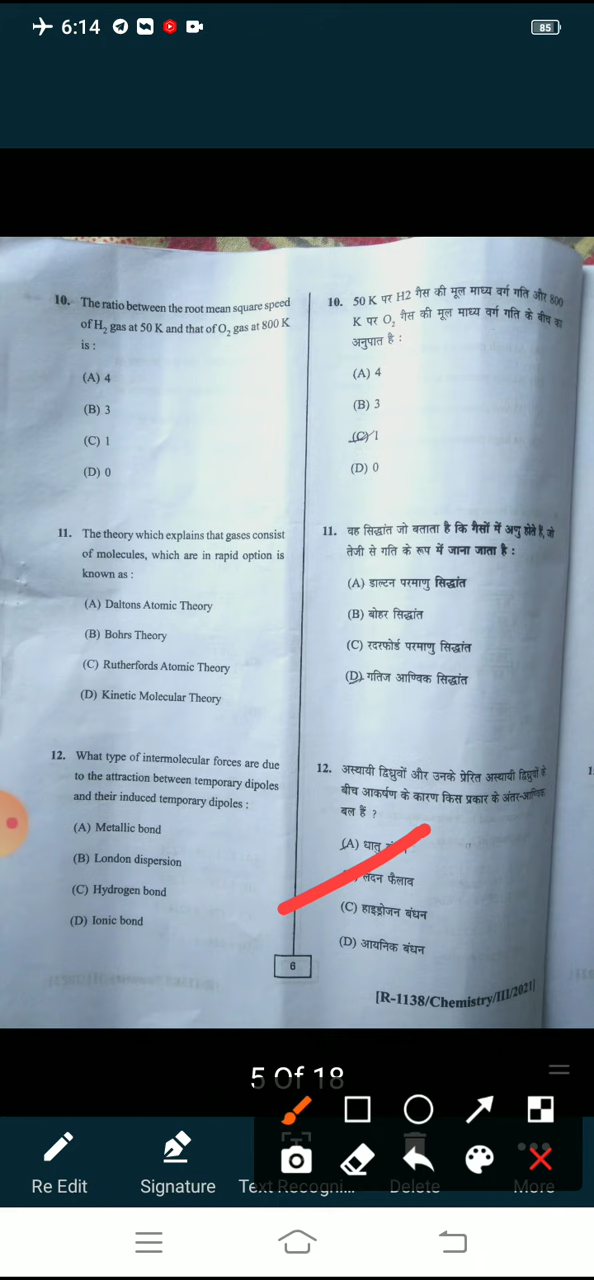 6:14
85
10. The ratio between the root mean square speed
of H₂ gas at 50 K and that of O₂ gas at 800 K
is :
(A) 4
(B) 3
(C) 1
(D) 0
11. The theory which explains that gases consist
of molecules, which are in rapid option is
known as :
(A) Daltons Atomic Theory
(B) Bohrs Theory
(C) Rutherfords Atomic Theory
(D) Kinetic Molecular Theory
12. What type of intermolecular forces are due
to the attraction between temporary dipoles
and their induced temporary dipoles :
(A) Metallic bond
(B) London dispersion
(C) Hydrogen bond
(D) Ionic bond
10. 50 K पर H2 गैस की मूल माध्य वर्ग गति और 800
K पर O₂ गैस की मूल माध्य वर्ग गति के बीच का
अनुपात है :
(A) 4
(B) 3
(C) 1
(D) 0
11. वह सिद्धांत जो बताता है कि गैसों में अणु होते हैं, जो
तेजी से गति के रूप में जाना जाता है :
(A) डाल्टन परमाणु सिद्धांत
(B) बोहर सिद्धांत
(C) रदरफोर्ड परमाणु सिद्धांत
(D) गतिज आण्विक सिद्धांत
12. अस्थायी द्विध्रुवों और उनके प्रेरित अस्थायी द्विध्रुवों के
बीच आकर्षण के कारण किस प्रकार के अंतर-आण्विक
बल हैं ?
(A) धातु
लंदन फैलाव
(C) हाइड्रोजन बंधन
(D) आयनिक बंधन
6
[R-1138/Chemistry/III/2021]
5 Of 18
Re Edit
Signature
Text Recogni...
Delete
More